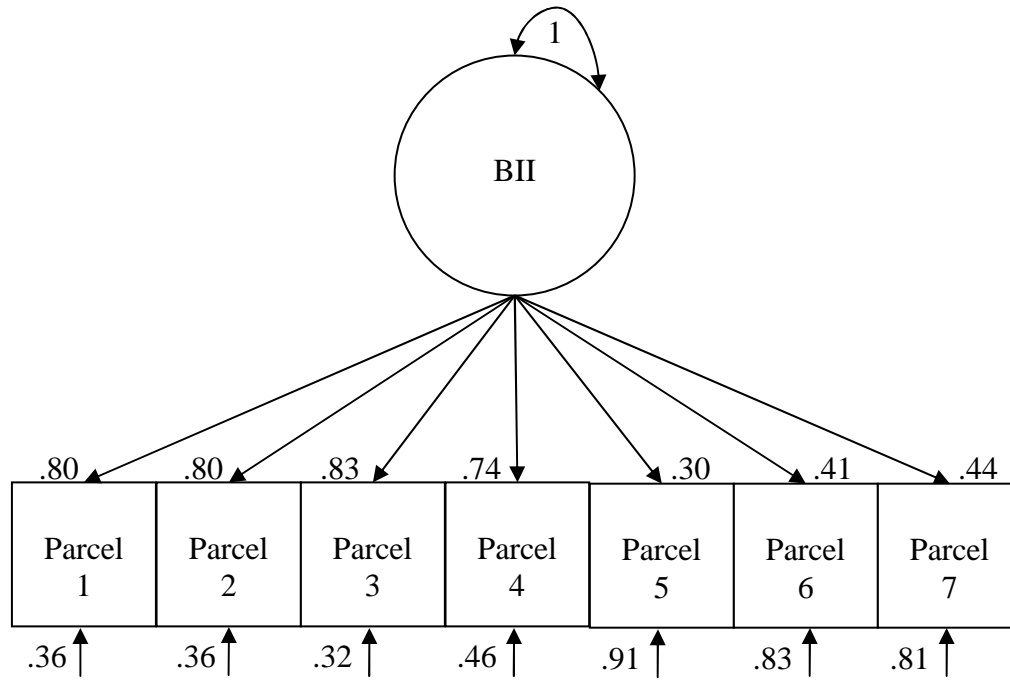 1
BII
.80 .80 .83 .74 .30 .41 .44
Parcel Parcel Parcel Parcel Parcel Parcel Parcel
1 2 3 4 5 6 7
.36 .36 .32 .46 .91 .83 .81